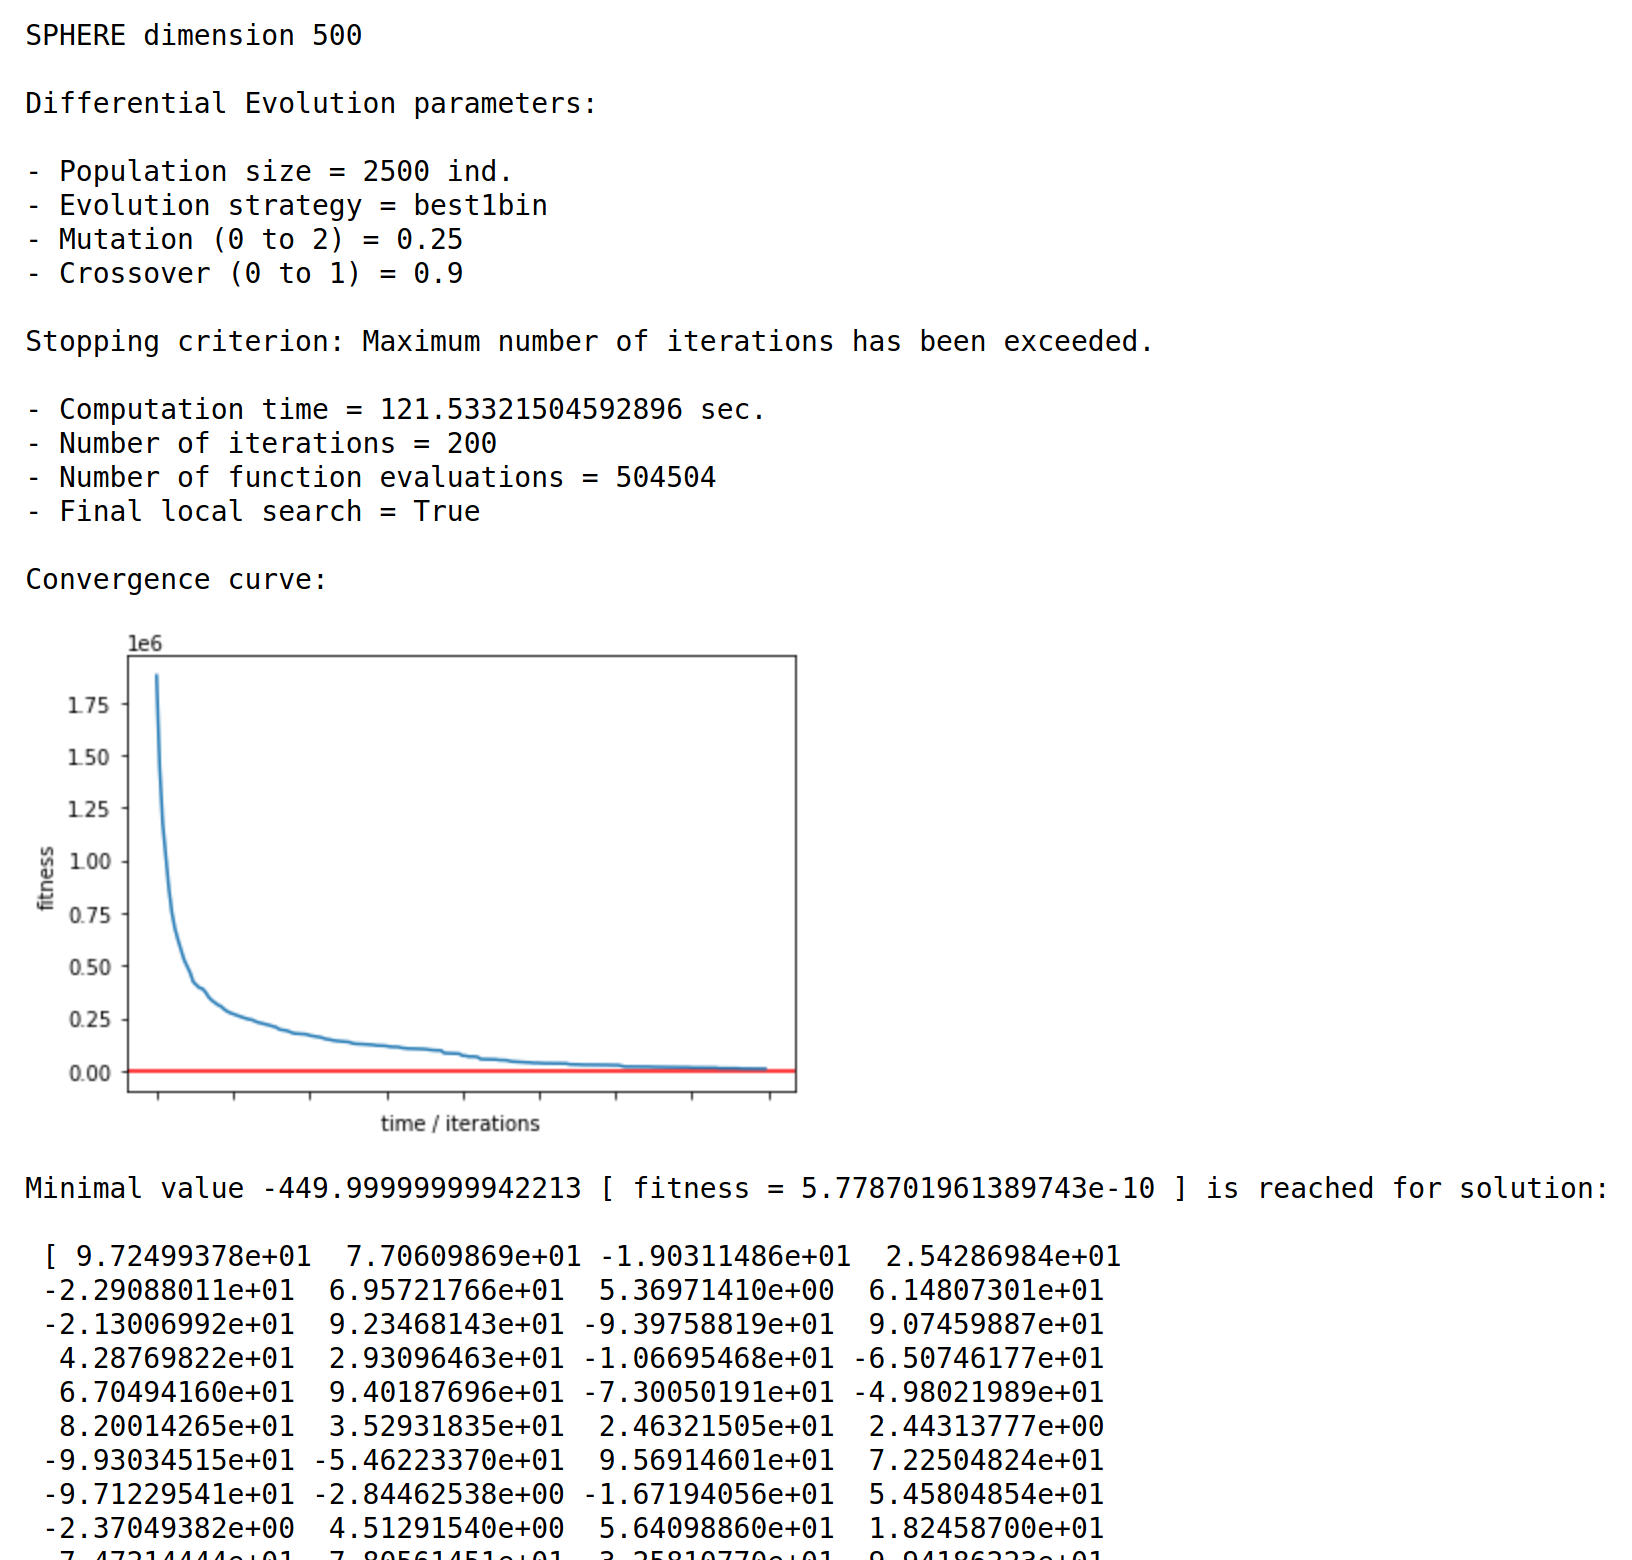 SPHERE dimension 500
Differential Evolution parameters:
- Population size = 2500 ind.
- Evolution strategy = best1bin
- Mutation (0 to 2) = 0.25
- Crossover (0 to 1) = 0.9
Stopping criterion: Maximum number of iterations has been exceeded.
- Computation time = 121.53321504592896 sec.
- Number of iterations = 200
- Number of function evaluations = 504504
- Final local search = True
Convergence curve:
1e6
1.75
1.50
1.25
1.00
0.75
0.50
0.25
0.00
fitness
time / iterations
Minimal value -449.99999999942213 [ fitness = 5.778701961389743e-10 ] is reached for solution:
[ 9.72499378e+01 7.70609869e+01 -1.90311486e+01 2.54286984e+01
-2.29088011e+01 6.95721766e+01 5.36971410e+00 6.14807301e+01
-2.13006992e+01 9.23468143e+01 -9.39758819e+01 9.07459887e+01
4.28769822e+01 2.93096463e+01 -1.06695468e+01 -6.50746177e+01
6.70494160e+01 9.40187696e+01 -7.30050191e+01 -4.98021989e+01
8.20014265e+01 3.52931835e+01 2.46321505e+01 2.44313777e+00
-9.93034515e+01 -5.46223370e+01 9.56914601e+01 7.22504824e+01
-9.71229541e+01 -2.84462538e+00 -1.67194056e+01 5.45804854e+01
-2.37049382e+00 4.51291540e+00 5.64098860e+01 1.82458700e+01